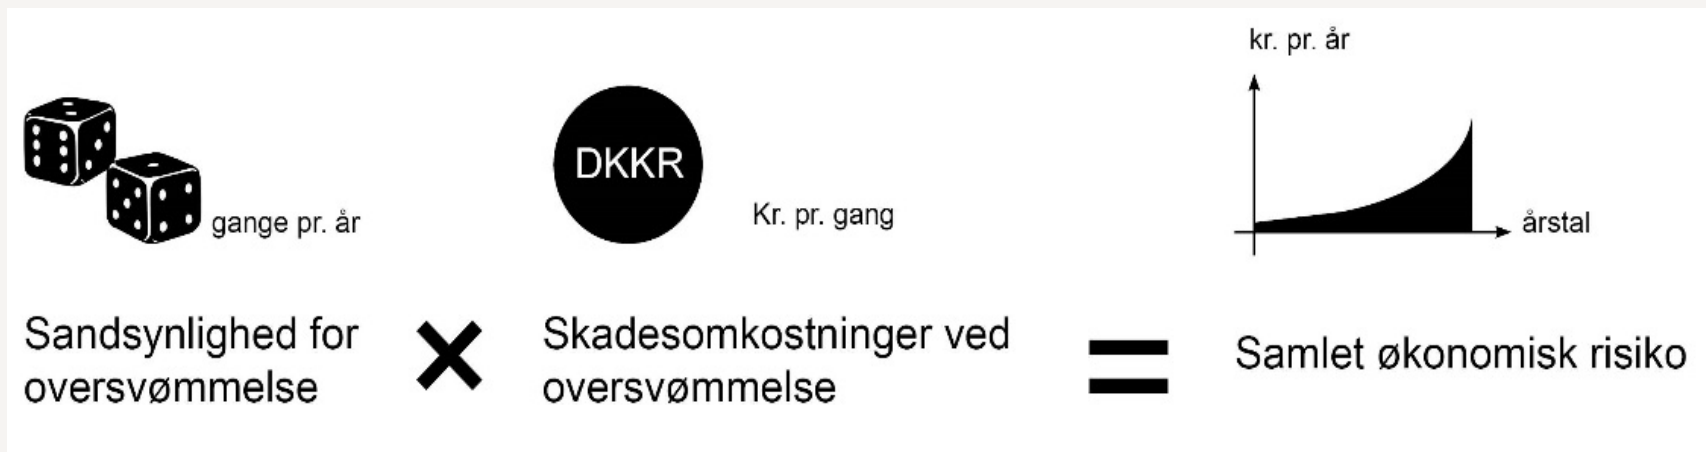 kr. pr. år
DKKR
gange pr. år
Kr. pr. gang
årstal
Sandsynlighed for
oversvømmelse
Skadesomkostninger ved
oversvømmelse
Samlet økonomisk risiko